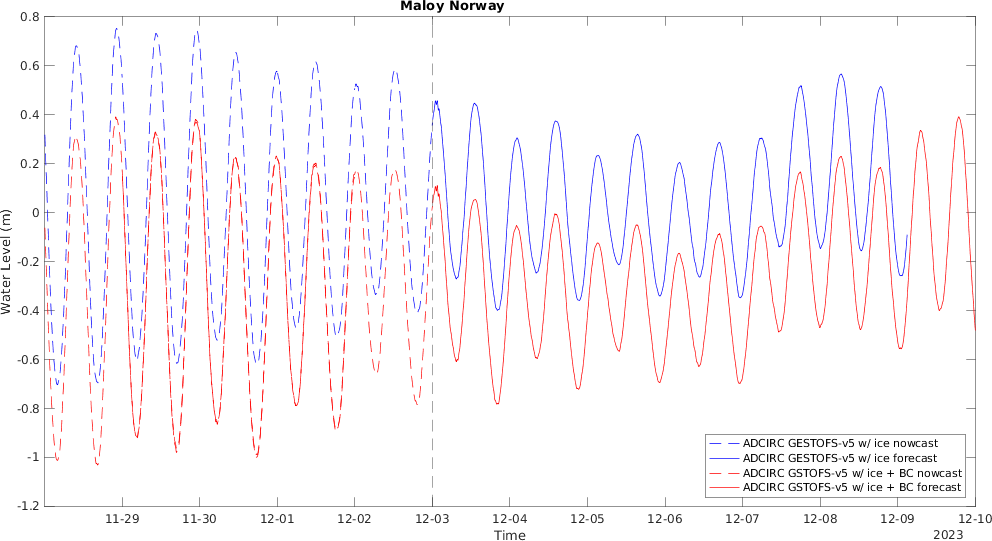 Maloy Norway
0.8
0.6
0.4
0.2
0
-0.2
-0.4
-0.6
-0.8
-1
-1.2
Water Level (m)
11-29 11-30 12-01 12-02 12-03 12-04 12-05 12-06 12-07 12-08 12-09 12-10
Time
2023
ADCIRC GESTOFS-v5 w/ ice nowcast
ADCIRC GESTOFS-v5 w/ ice forecast
ADCIRC GSTOFS-v5 w/ ice + BC nowcast
ADCIRC GSTOFS-v5 w/ ice + BC forecast